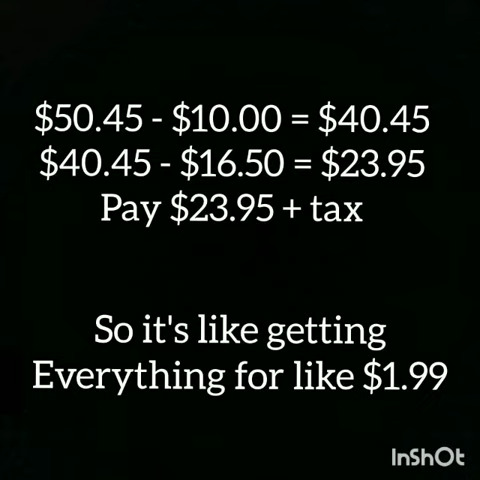 $50.45 - $10.00 = $40.45
$40.45 - $16.50 = $23.95
Pay $23.95 + tax
So it's like getting
Everything for like $1.99
InShOt